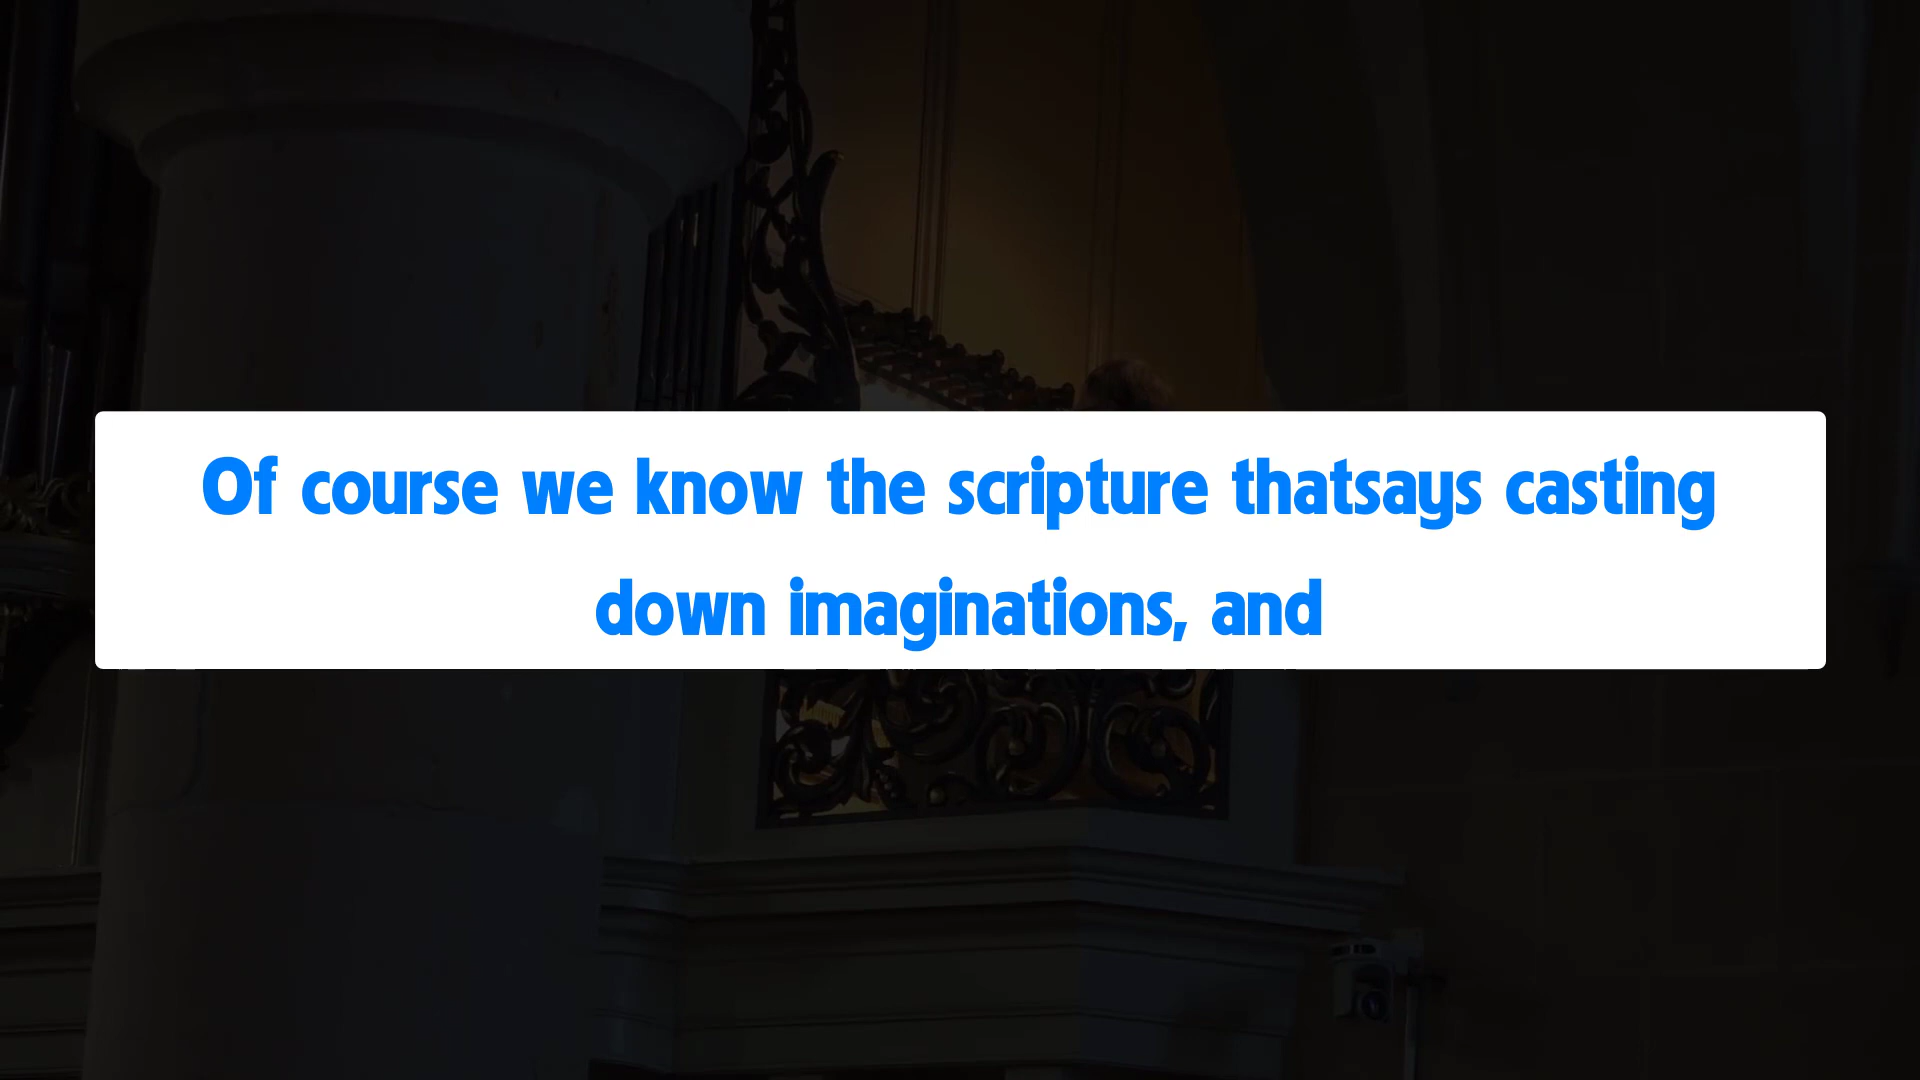 Of course we know the scripture thatsays casting
down imaginations, and